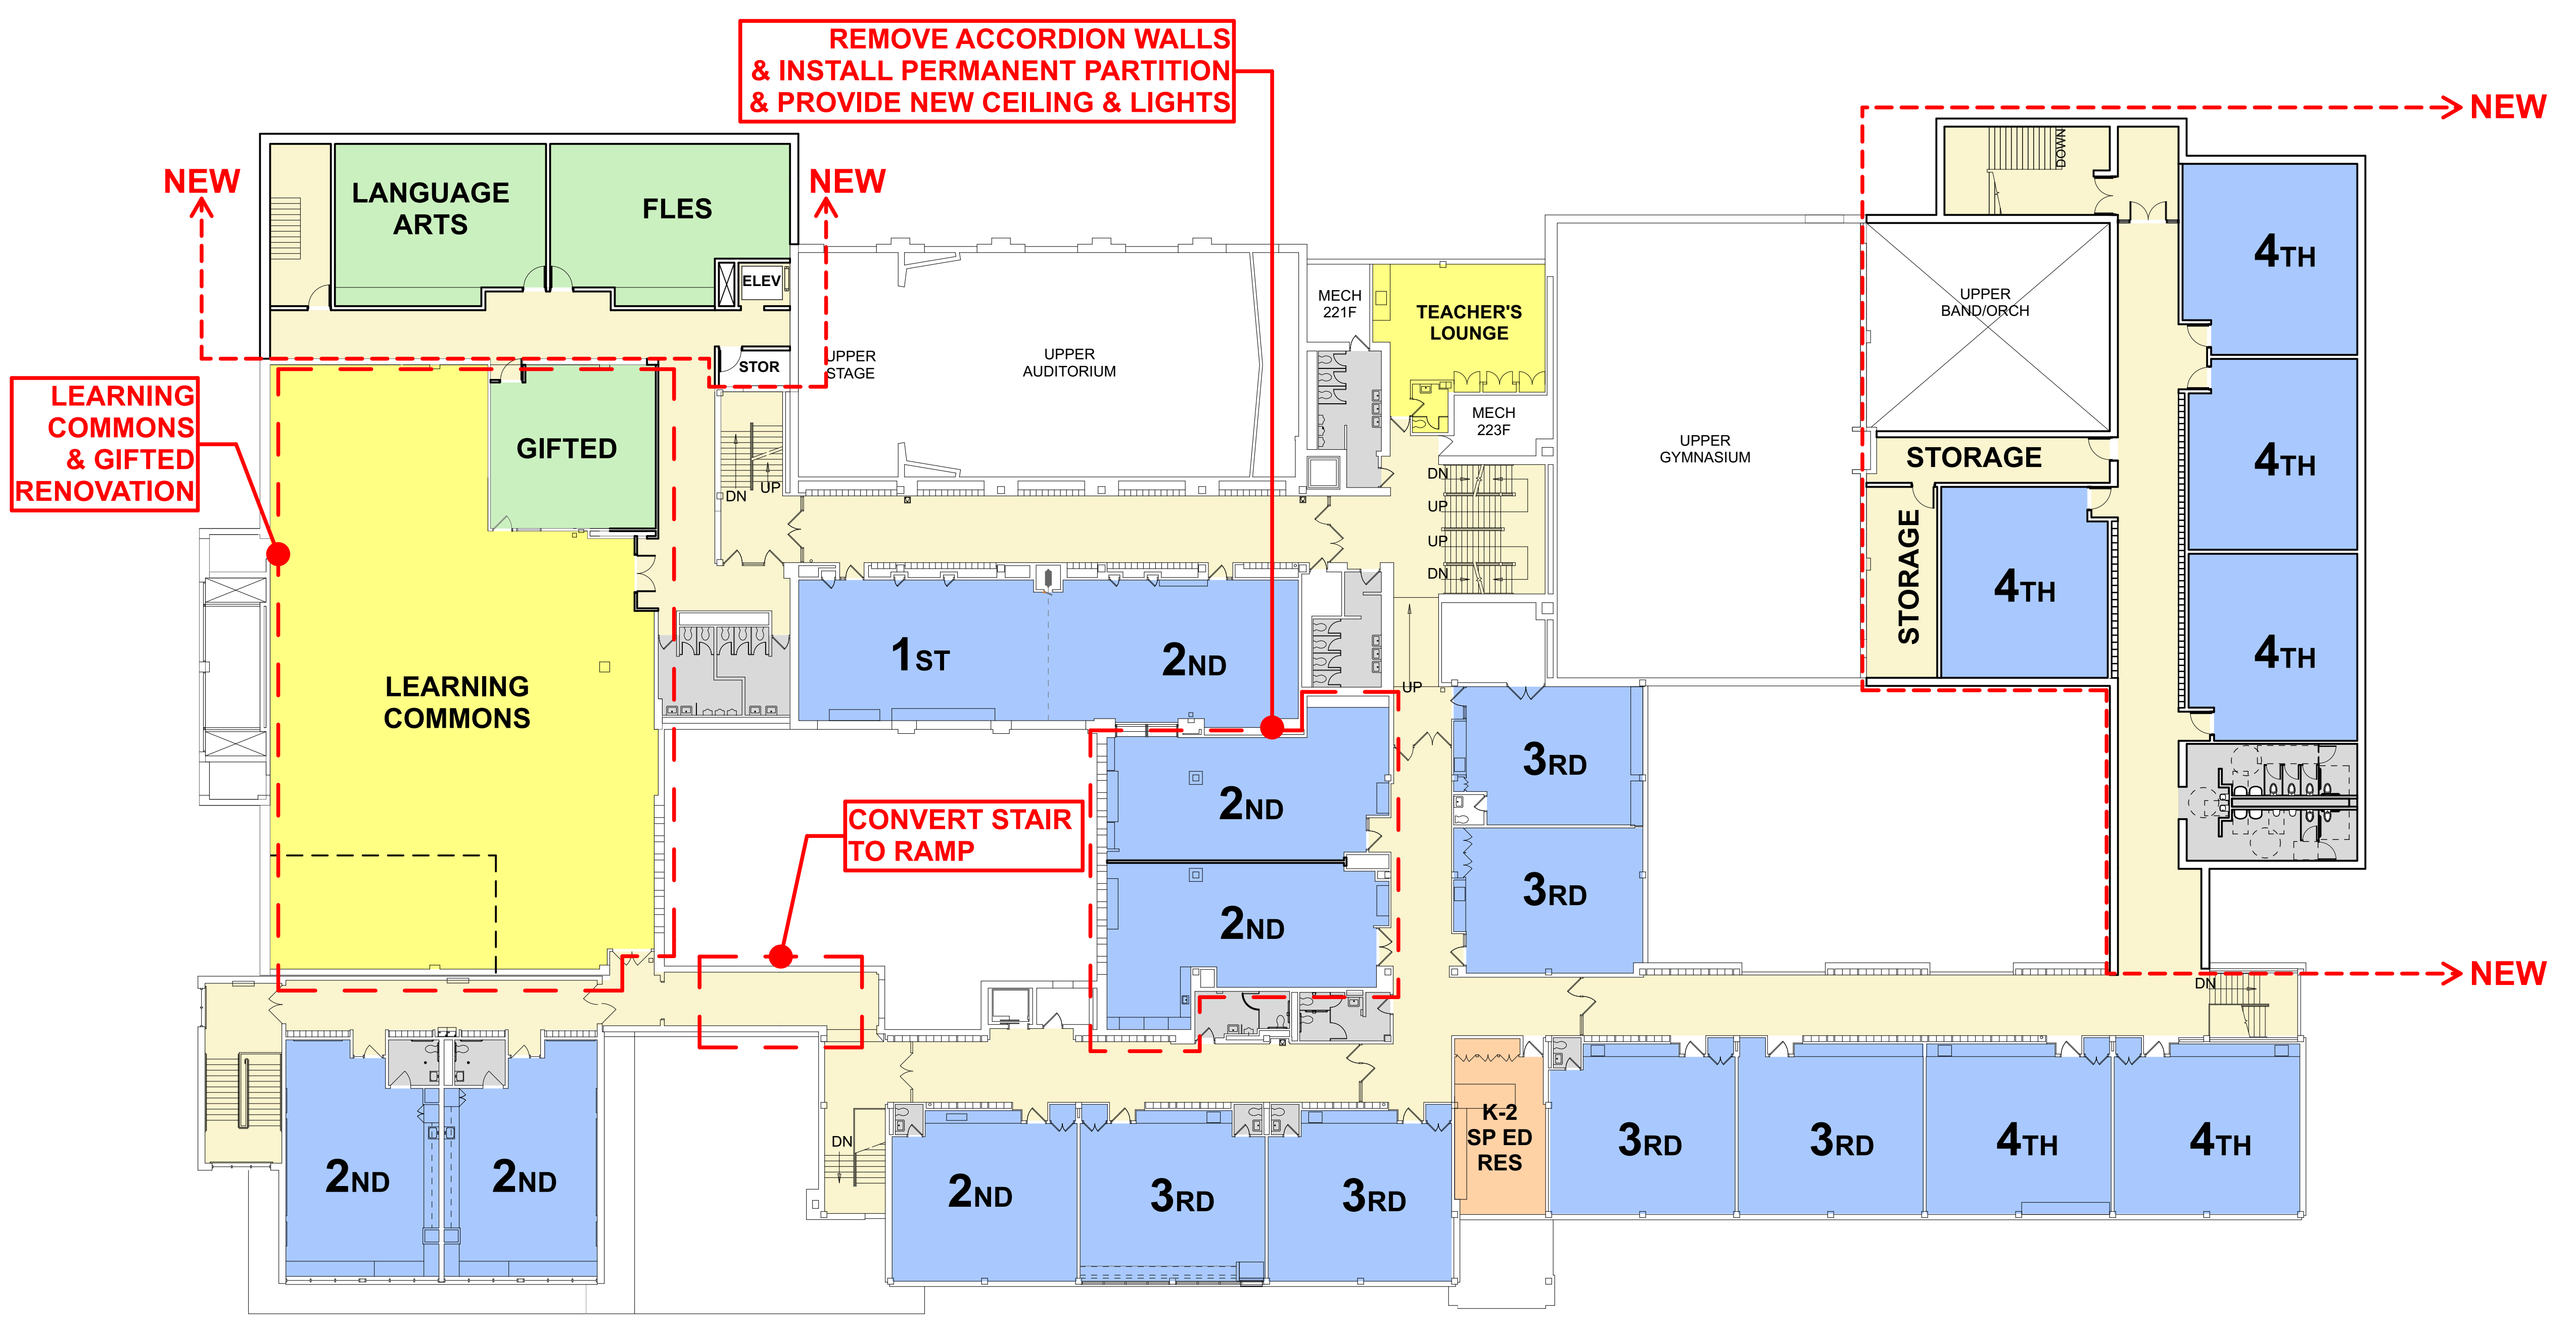 REMOVE ACCORDION WALLS
& INSTALL PERMANENT PARTITION
& PROVIDE NEW CEILING & LIGHTS
NEW
NEW
NEW
LANGUAGE
ARTS
FLES
ELEV
STOR
DOWN
LEARNING
COMMONS
& GIFTED
RENOVATION
GIFTED
UPPER
STAGE
UPPER
AUDITORIUM
MECH
221F
TEACHER'S
LOUNGE
MECH
223F
UPPER
GYMNASIUM
UPPER
BAND/ORCH
4TH
4TH
4TH
4TH
STORAGE
STORAGE
DN
UP
DN
UP
UP
DN
UP
1ST
2ND
LEARNING
COMMONS
CONVERT STAIR
TO RAMP
2ND
2ND
3RD
3RD
NEW
DN
DN
2ND
2ND
2ND
3RD
3RD
K-2
SP ED
RES
3RD
3RD
4TH
4TH